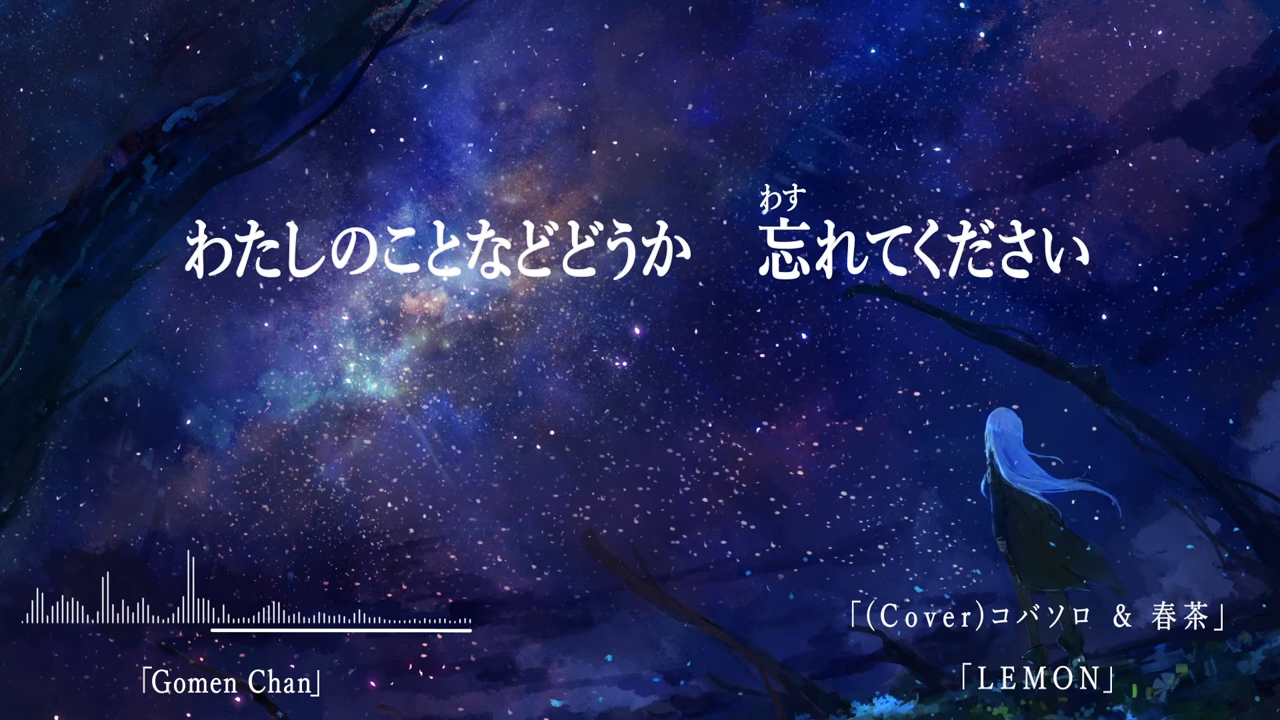 わす
わたしのことなどどうか　忘れてください
「(Cover)コバソロ & 春茶」
「Gomen Chan」
「LEMON」